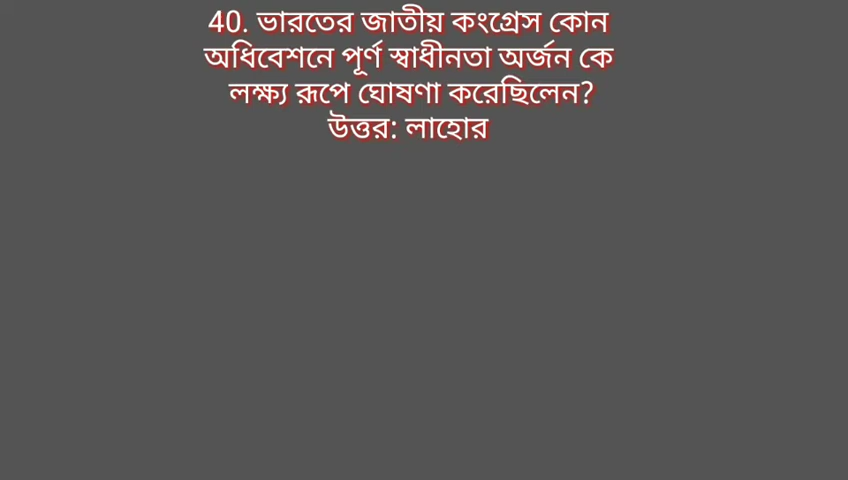 40. ভারতের জাতীয় কংগ্রেস কোন
অধিবেশনে পূর্ণ স্বাধীনতা অর্জন কে
লক্ষ্য রূপে ঘোষণা করেছিলেন?
উত্তর: লাহোর